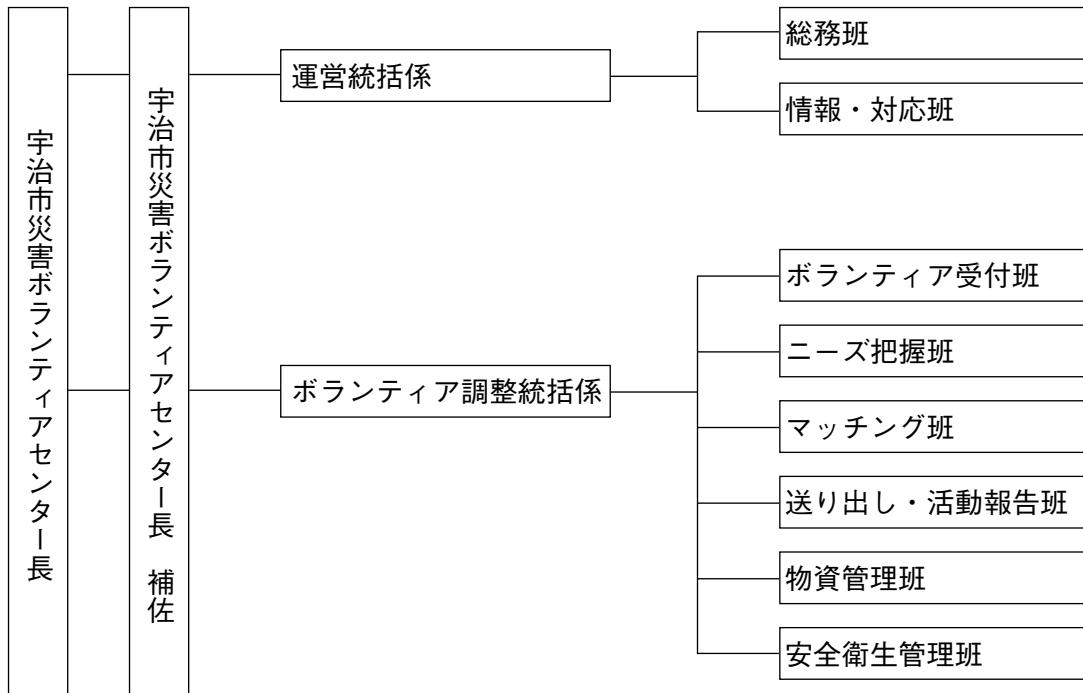 宇治市災害ボランティアセンター長
宇治市災害ボランティアセンター長　補佐
運営統括係
総務班
情報・対応班
ボランティア調整統括係
ボランティア受付班
ニーズ把握班
マッチング班
送り出し・活動報告班
物資管理班
安全衛生管理班